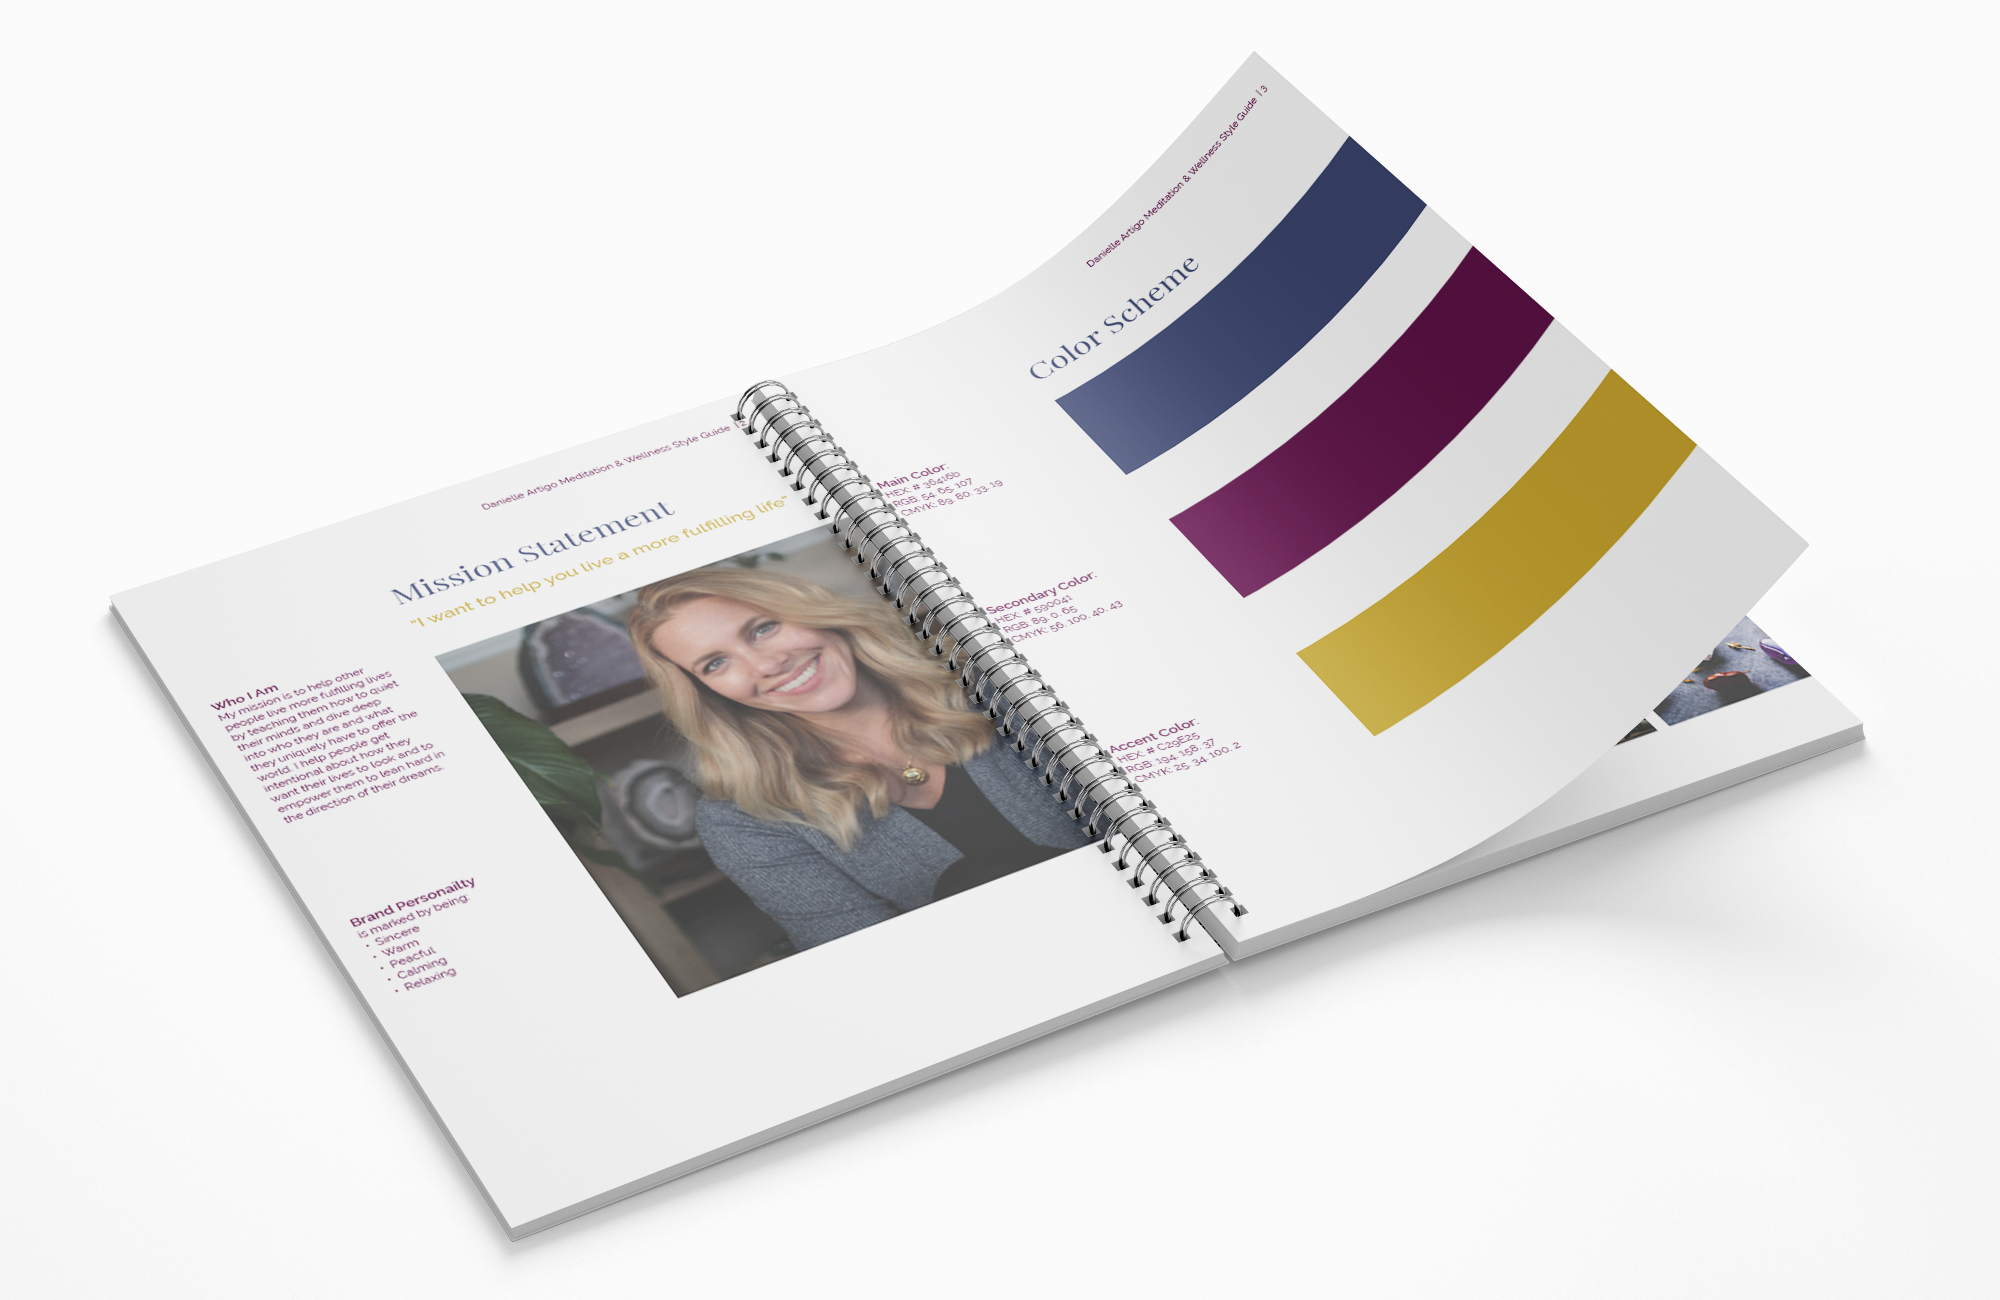 Danielle Artigo Meditation & Wellness Style Guide | 2
Mission Statement
"I want to help you live a more fulfilling life"
Who I Am
My mission is to help other
people live more fulfilling lives
by teaching them how to quiet
their minds and dive deep
into who they are and what
they uniquely have to offer the
world. I help people get
intentional about how they
want their lives to look and to
empower them to lean hard in
the direction of their dreams.
Brand Personailty
is marked by being:
• Sincere
• Warm
• Peacful
• Calming
• Relaxing
Danielle Artigo Meditation & Wellness Style Guide | 3
Color Scheme
Main Color:
HEX: # 36416b
RGB: 54, 65, 107
CMYK: 89, 80, 33, 19
Secondary Color:
HEX: # 590041
RGB: 89, 0, 65
CMYK: 56, 100, 40, 43
Accent Color:
HEX: # C29E25
RGB: 194, 158, 37
CMYK: 25, 34, 100, 2